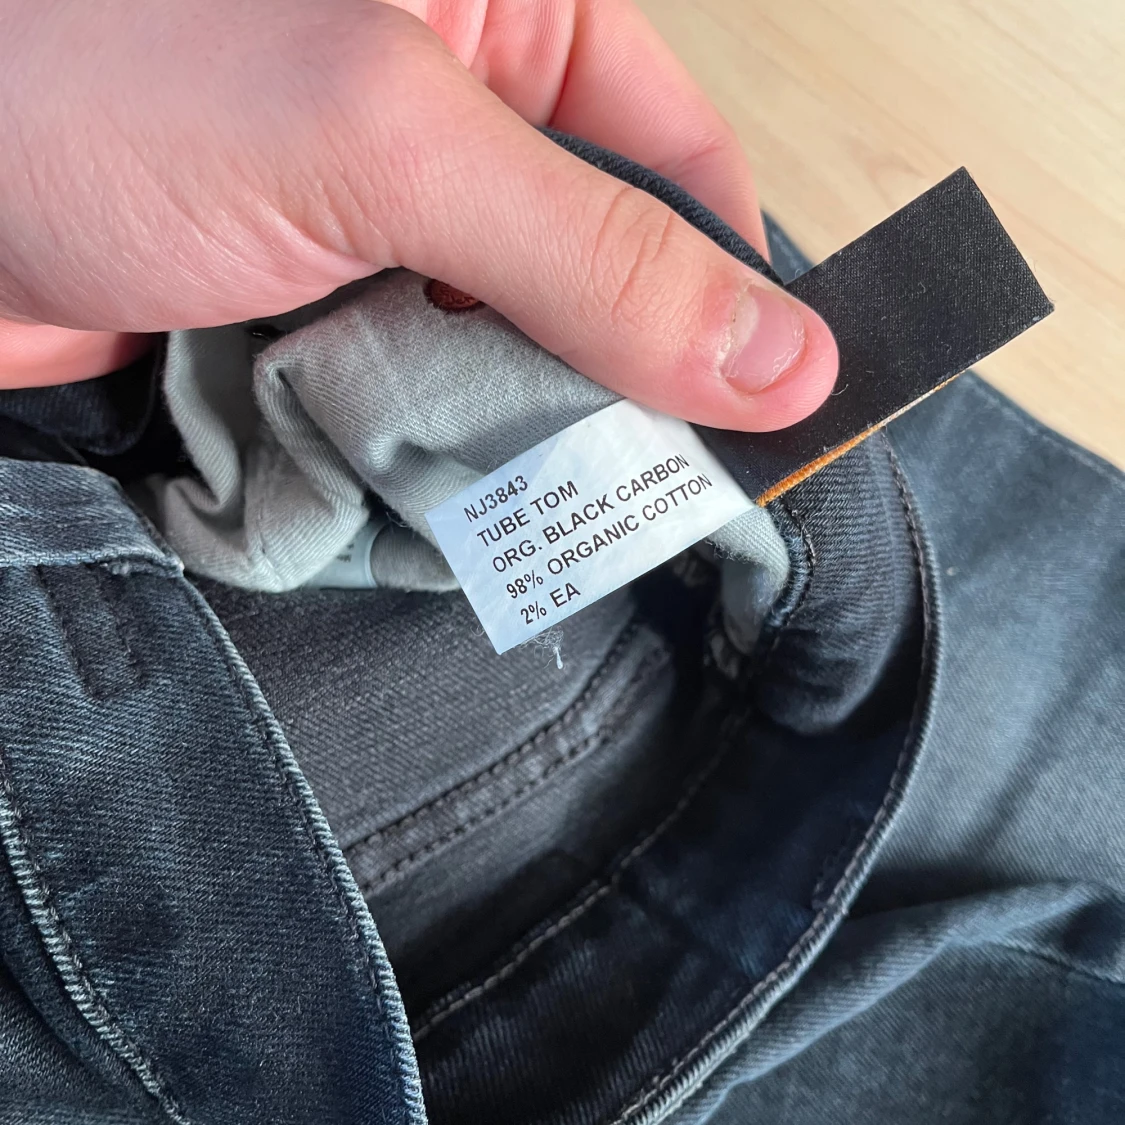 NJ3843
TUBE TOM
ORG. BLACK CARBON
98% ORGANIC COTTON
2% EA